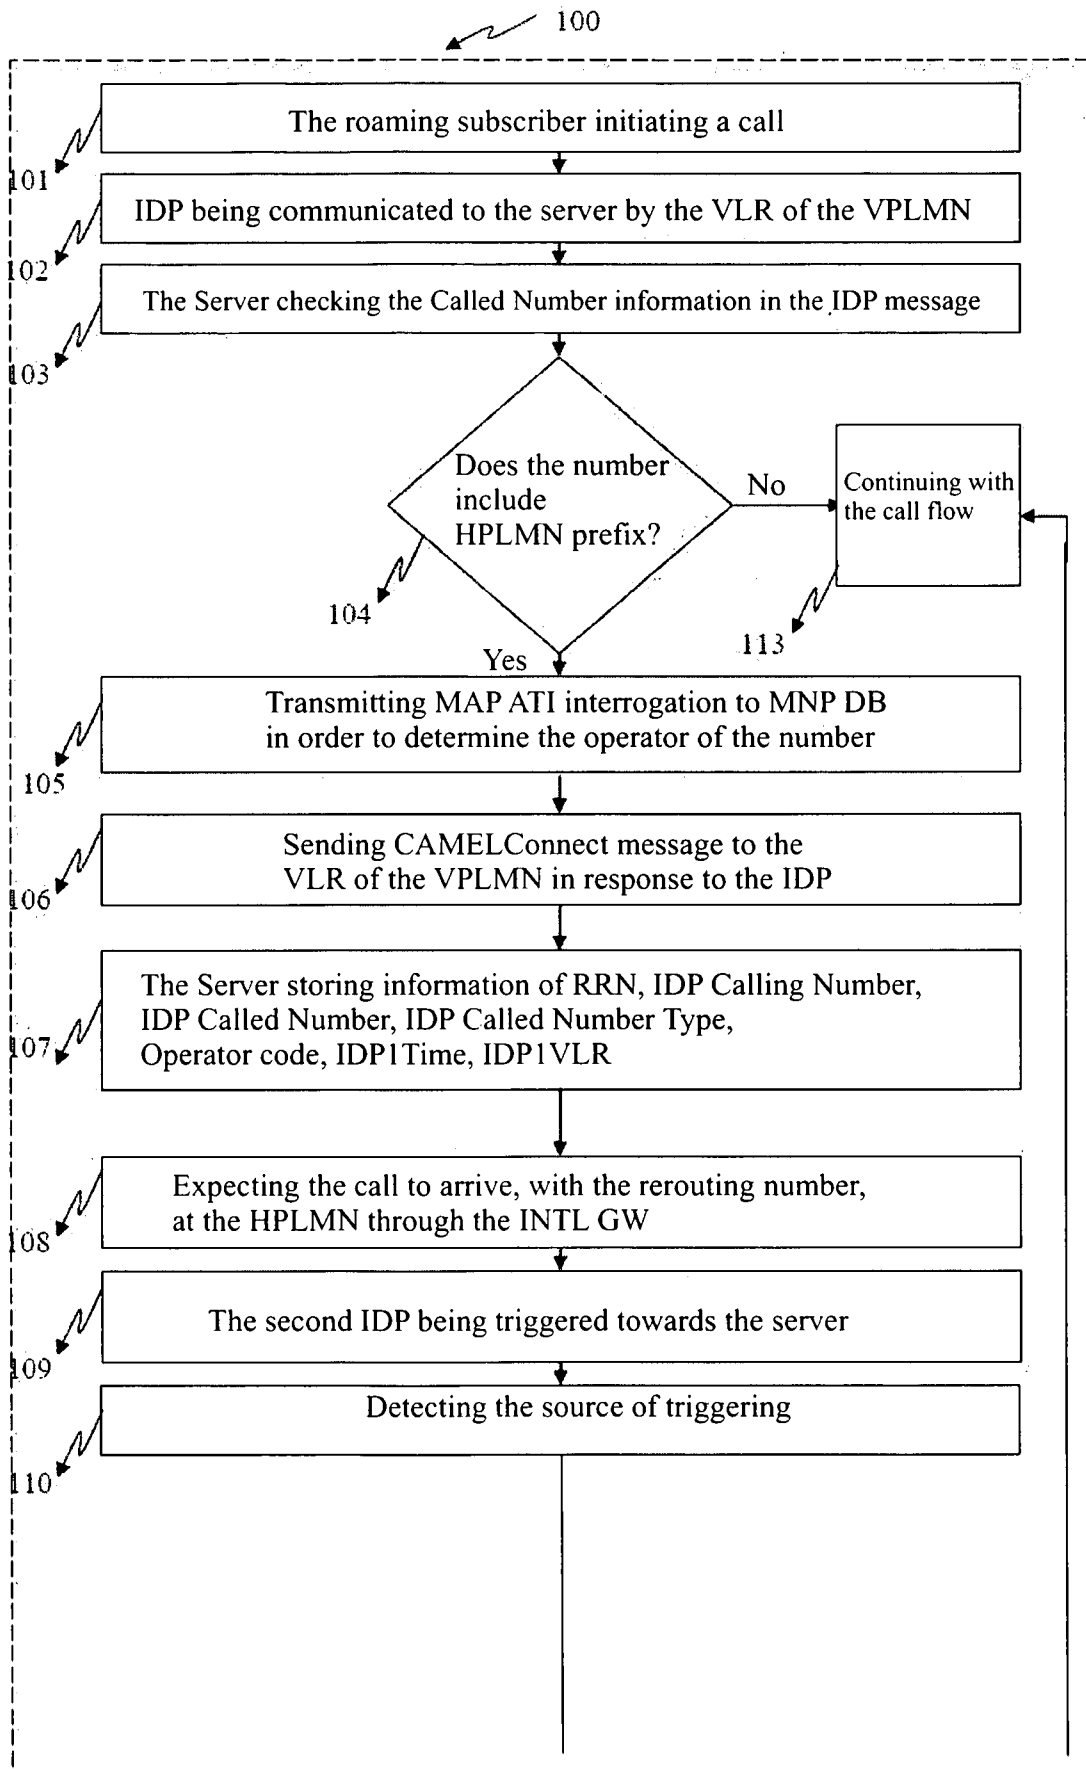 100
The roaming subscriber initiating a call
101
IDP being communicated to the server by the VLR of the VPLMN
102
The Server checking the Called Number information in the IDP message
103
Does the number
include
HPLMN prefix?
104
No
Continuing with
the call flow
113
Yes
Transmitting MAP ATI interrogation to MNP DB
in order to determine the operator of the number
105
Sending CAMELConnect message to the
VLR of the VPLMN in response to the IDP
106
The Server storing information of RRN, IDP Calling Number,
IDP Called Number, IDP Called Number Type,
Operator code, IDP1Time, IDP1VLR
107
Expecting the call to arrive, with the rerouting number,
at the HPLMN through the INTL GW
108
The second IDP being triggered towards the server
109
Detecting the source of triggering
110